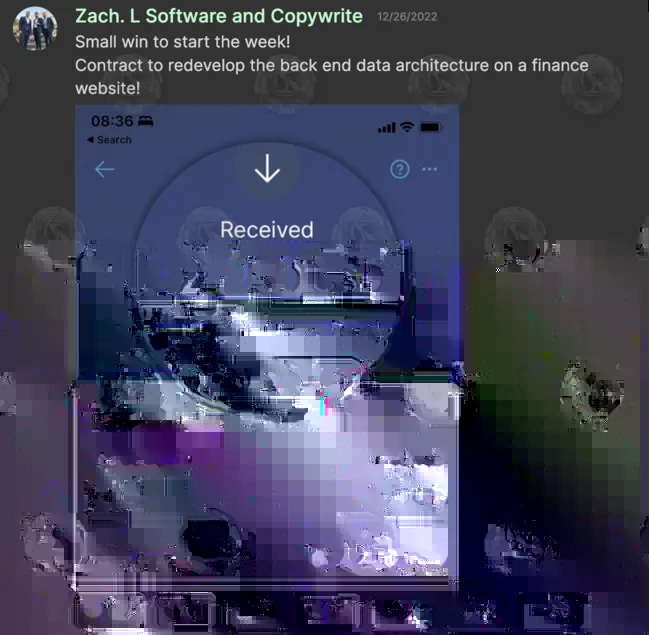 Zach. L Software and Copywrite 12/26/2022
Small win to start the week!
Contract to redevelop the back end data architecture on a finance
website!
08:36
◀ Search
?
Received